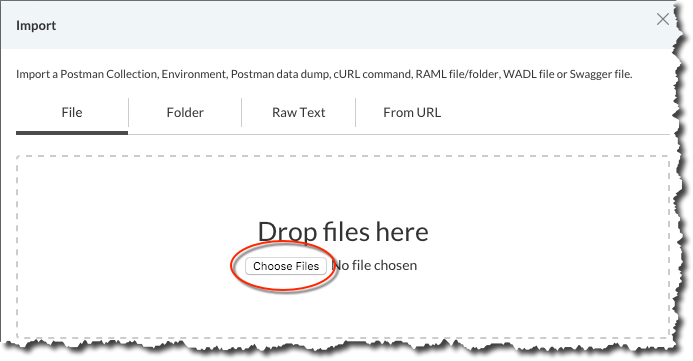 Import
Import a Postman Collection, Environment, Postman data dump, cURL command, RAML file/folder, WADL file or Swagger file.
File Folder Raw Text From URL
Drop files here
Choose Files No file chosen